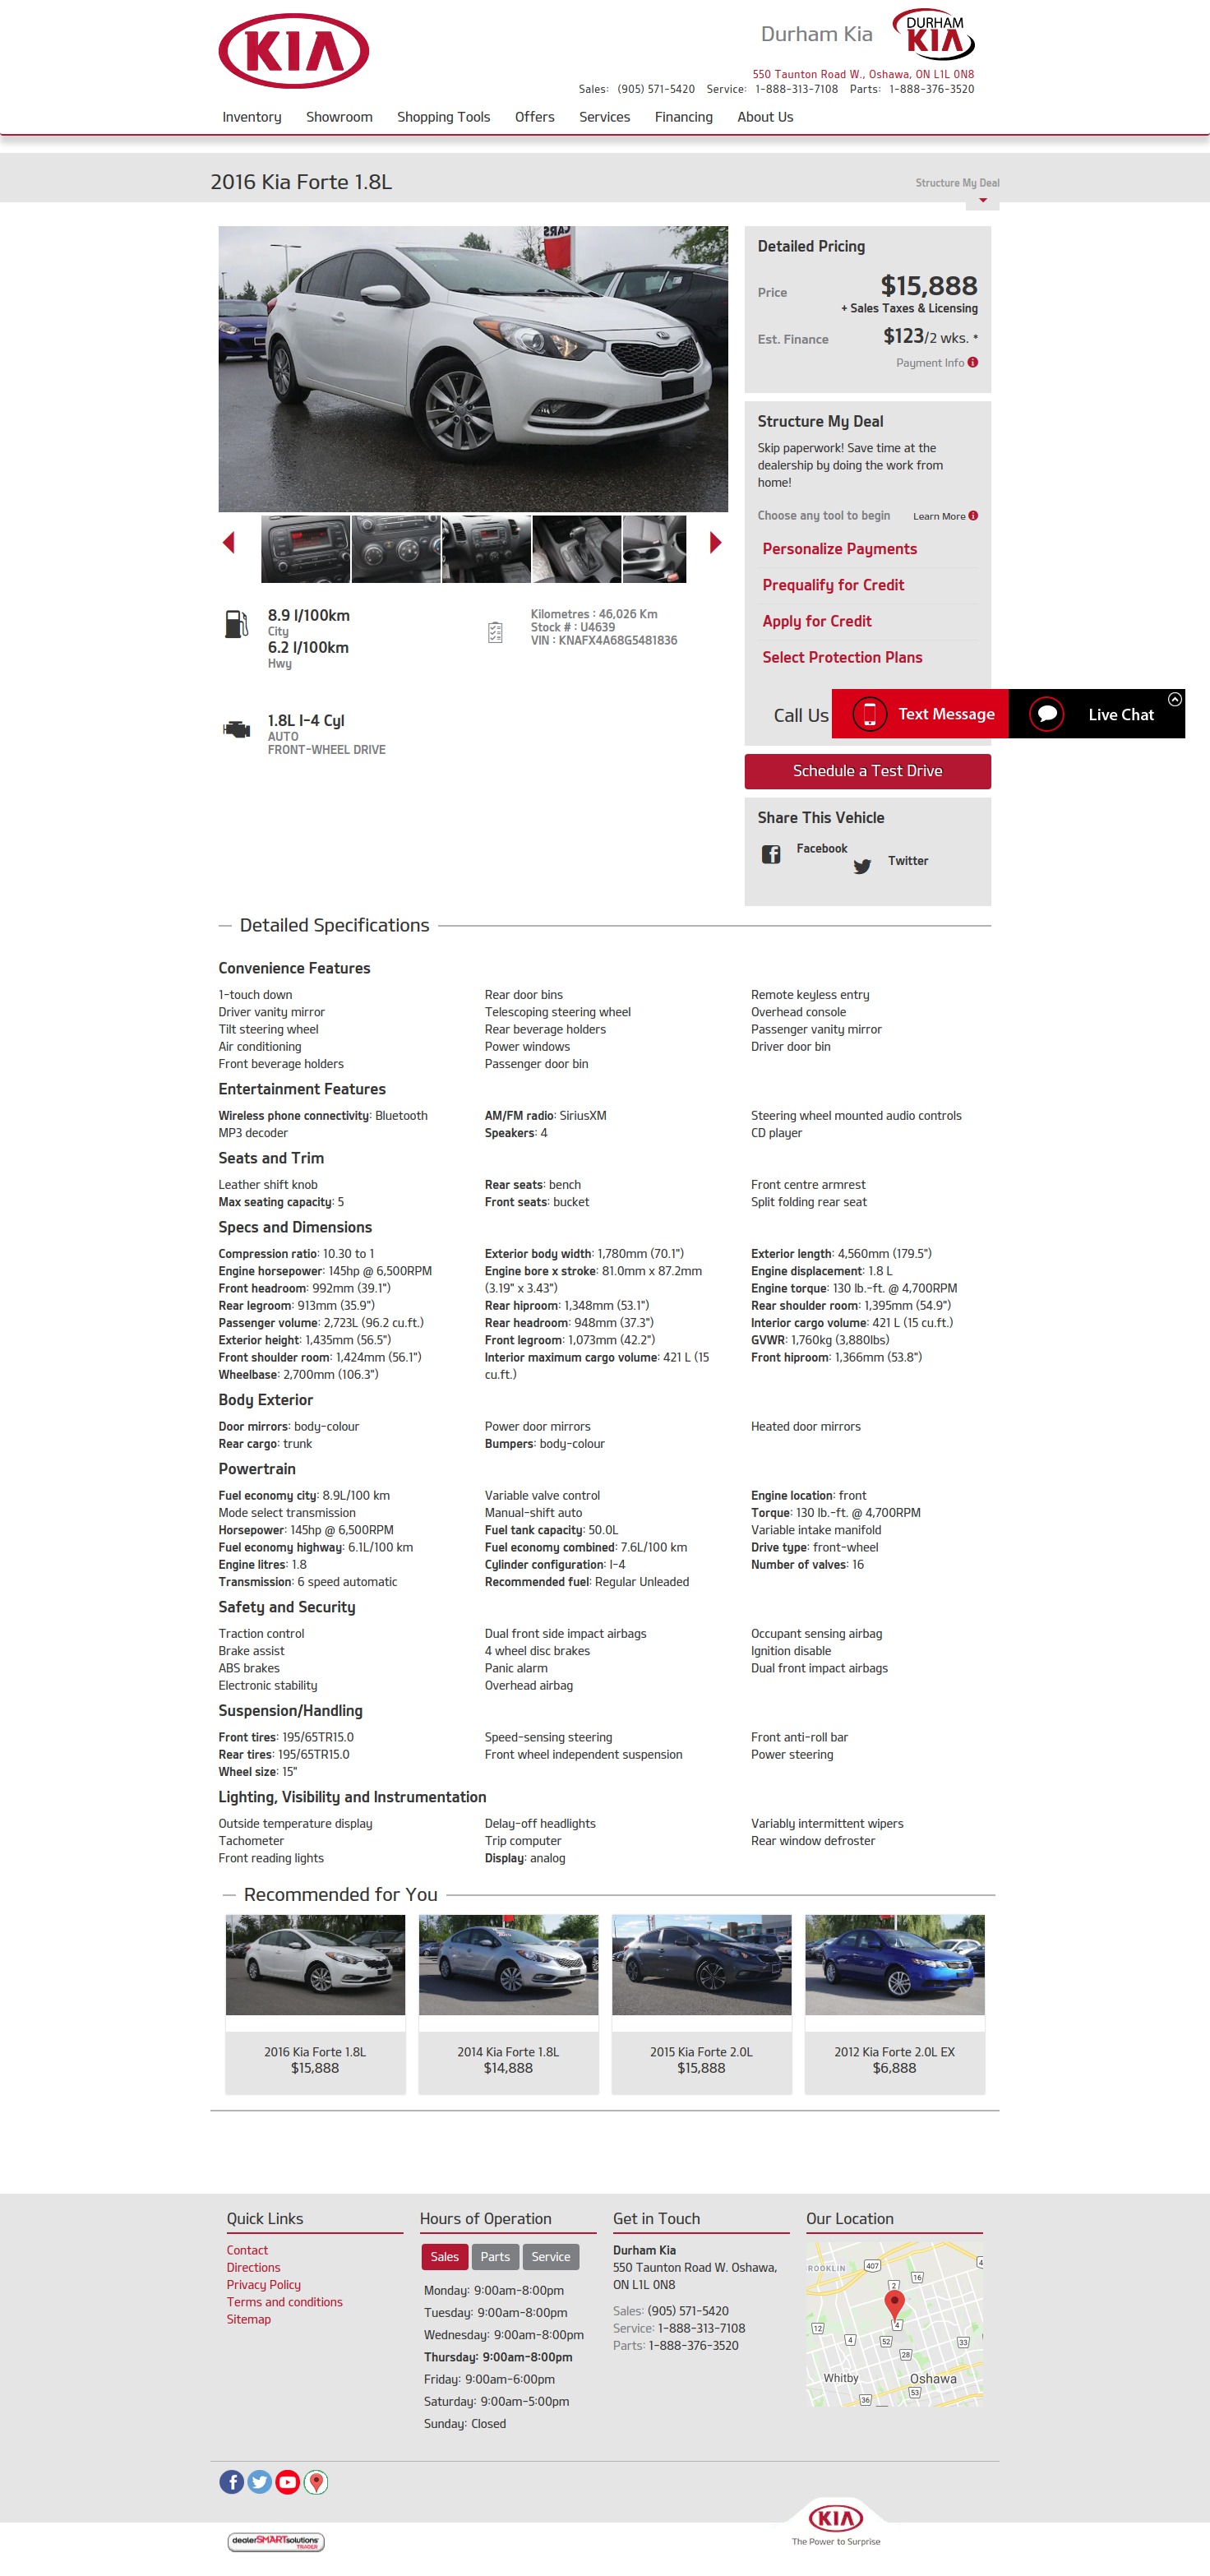 KIA
Durham Kia
DURHAM
KIA
550 Taunton Road W., Oshawa, ON L1L 0N8
Sales: (905) 571-5420 Service: 1-888-313-7108 Parts: 1-888-376-3520
Inventory Showroom Shopping Tools Offers Services Financing About Us
2016 Kia Forte 1.8L
Structure My Deal
CARS
Detailed Pricing
Price $15,888
+ Sales Taxes & Licensing
Est. Finance $123/2 wks. *
Payment Info
Structure My Deal
Skip paperwork! Save time at the
dealership by doing the work from
home!
Choose any tool to begin Learn More
Personalize Payments
Prequalify for Credit
Apply for Credit
Select Protection Plans
Call Us
Text Message
Live Chat
Schedule a Test Drive
Share This Vehicle
Facebook
Twitter
8.9 l/100km
City
6.2 l/100km
Hwy
Kilometres : 46,026 Km
Stock # : U4639
VIN : KNAFX4A68G5481836
1.8L I-4 Cyl
AUTO
FRONT-WHEEL DRIVE
Detailed Specifications
Convenience Features
1-touch down Rear door bins Remote keyless entry
Driver vanity mirror Telescoping steering wheel Overhead console
Tilt steering wheel Rear beverage holders Passenger vanity mirror
Air conditioning Power windows Driver door bin
Front beverage holders Passenger door bin
Entertainment Features
Wireless phone connectivity: Bluetooth AM/FM radio: SiriusXM Steering wheel mounted audio controls
MP3 decoder Speakers: 4 CD player
Seats and Trim
Leather shift knob Rear seats: bench Front centre armrest
Max seating capacity: 5 Front seats: bucket Split folding rear seat
Specs and Dimensions
Compression ratio: 10.30 to 1 Exterior body width: 1,780mm (70.1") Exterior length: 4,560mm (179.5")
Engine horsepower: 145hp @ 6,500RPM Engine bore x stroke: 81.0mm x 87.2mm Engine displacement: 1.8 L
Front headroom: 992mm (39.1") (3.19" x 3.43") Engine torque: 130 lb.-ft. @ 4,700RPM
Rear legroom: 913mm (35.9") Rear hiproom: 1,348mm (53.1") Rear shoulder room: 1,395mm (54.9")
Passenger volume: 2,723L (96.2 cu.ft.) Rear headroom: 948mm (37.3") Interior cargo volume: 421 L (15 cu.ft.)
Exterior height: 1,435mm (56.5") Front legroom: 1,073mm (42.2") GVWR: 1,760kg (3,880lbs)
Front shoulder room: 1,424mm (56.1") Interior maximum cargo volume: 421 L (15 Front hiproom: 1,366mm (53.8")
Wheelbase: 2,700mm (106.3") cu.ft.)
Body Exterior
Door mirrors: body-colour Power door mirrors Heated door mirrors
Rear cargo: trunk Bumpers: body-colour
Powertrain
Fuel economy city: 8.9L/100 km Variable valve control Engine location: front
Mode select transmission Manual-shift auto Torque: 130 lb.-ft. @ 4,700RPM
Horsepower: 145hp @ 6,500RPM Fuel tank capacity: 50.0L Variable intake manifold
Fuel economy highway: 6.1L/100 km Fuel economy combined: 7.6L/100 km Drive type: front-wheel
Engine litres: 1.8 Cylinder configuration: I-4 Number of valves: 16
Transmission: 6 speed automatic Recommended fuel: Regular Unleaded
Safety and Security
Traction control Dual front side impact airbags Occupant sensing airbag
Brake assist 4 wheel disc brakes Ignition disable
ABS brakes Panic alarm Dual front impact airbags
Electronic stability Overhead airbag
Suspension/Handling
Front tires: 195/65TR15.0 Speed-sensing steering Front anti-roll bar
Rear tires: 195/65TR15.0 Front wheel independent suspension Power steering
Wheel size: 15"
Lighting, Visibility and Instrumentation
Outside temperature display Delay-off headlights Variably intermittent wipers
Tachometer Trip computer Rear window defroster
Front reading lights Display: analog
Recommended for You
2016 Kia Forte 1.8L 2014 Kia Forte 1.8L 2015 Kia Forte 2.0L 2012 Kia Forte 2.0L EX
$15,888 $14,888 $15,888 $6,888
Quick Links
Contact
Directions
Privacy Policy
Terms and conditions
Sitemap
Hours of Operation
Sales Parts Service
Monday: 9:00am-8:00pm
Tuesday: 9:00am-8:00pm
Wednesday: 9:00am-8:00pm
Thursday: 9:00am-8:00pm
Friday: 9:00am-6:00pm
Saturday: 9:00am-5:00pm
Sunday: Closed
Get in Touch
Durham Kia
550 Taunton Road W. Oshawa,
ON L1L 0N8
Sales: (905) 571-5420
Service: 1-888-313-7108
Parts: 1-888-376-3520
Our Location
ROOKLIN 407 4
2 16
12 4 4 52 33
28
Whitby Oshawa
36 53
KIA
The Power to Surprise
dealerSMARTsolutions
TRADER